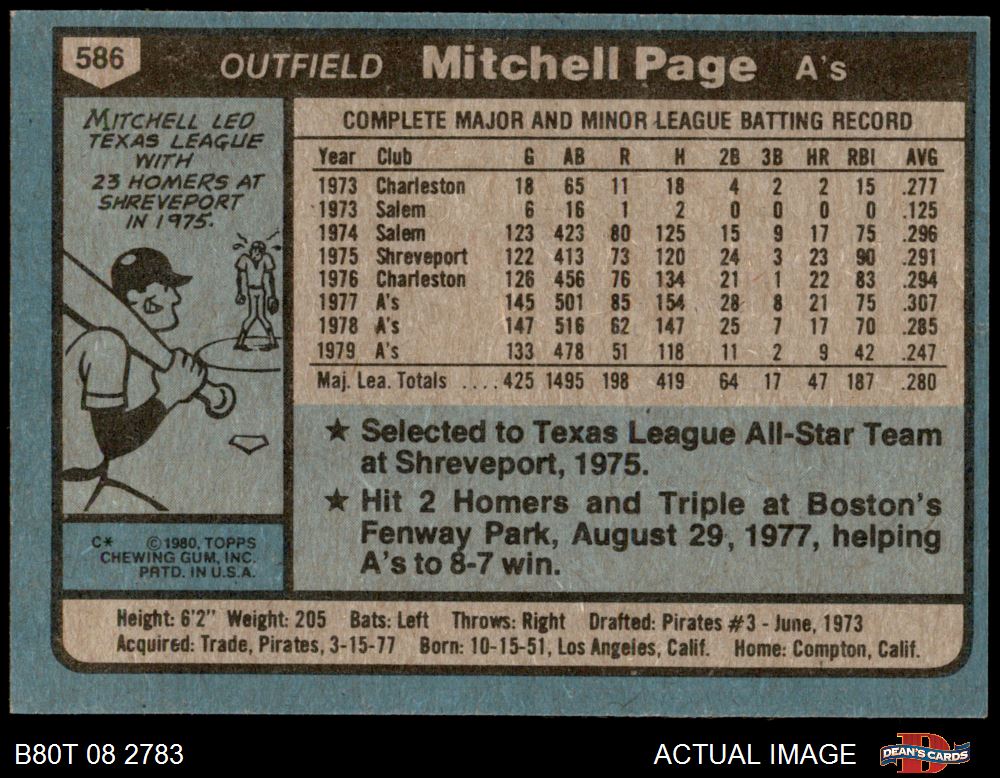 586
OUTFIELD Mitchell Page A's
MITCHELL LED
TEXAS LEAGUE
WITH
23 HOMERS AT
SHREVEPORT
IN 1975.
C* ©1980, TOPPS
CHEWING GUM, INC.
PRTD. IN U.S.A.
COMPLETE MAJOR AND MINOR LEAGUE BATTING RECORD
Year Club G AB R H 2B 3B HR RBI AVG
1973 Charleston 18 65 11 18 4 2 2 15 .277
1973 Salem 6 16 1 2 0 0 0 0 .125
1974 Salem 123 423 80 125 15 9 17 75 .296
1975 Shreveport 122 413 73 120 24 3 23 90 .291
1976 Charleston 126 456 76 134 21 1 22 83 .294
1977 A's 145 501 85 154 28 8 21 75 .307
1978 A's 147 516 62 147 25 7 17 70 .285
1979 A's 133 478 51 118 11 2 9 42 .247
Maj. Lea. Totals ....425 1495 198 419 64 17 47 187 .280
★ Selected to Texas League All-Star Team
at Shreveport, 1975.
★ Hit 2 Homers and Triple at Boston's
Fenway Park, August 29, 1977, helping
A's to 8-7 win.
Height: 6'2" Weight: 205 Bats: Left Throws: Right Drafted: Pirates #3 - June, 1973
Acquired: Trade, Pirates, 3-15-77 Born: 10-15-51, Los Angeles, Calif. Home: Compton, Calif.
B80T 08 2783 ACTUAL IMAGE DEAN'S CARDS